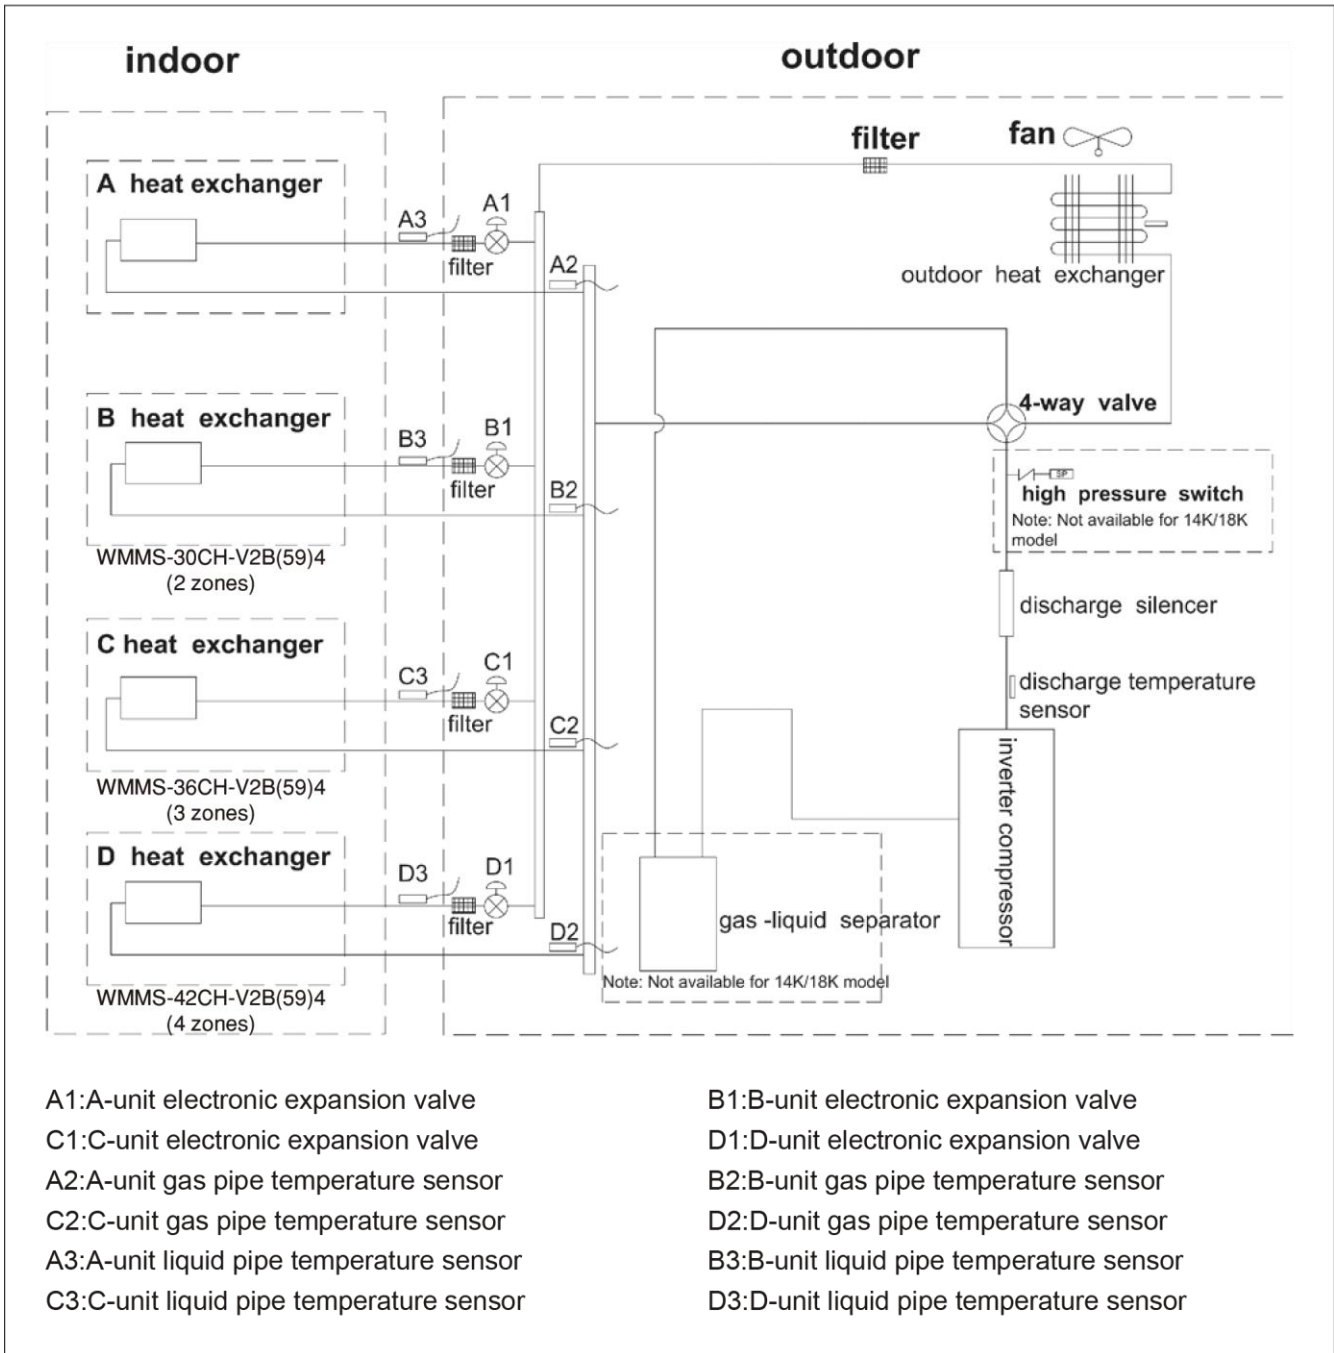 indoor
outdoor
filter
fan
A heat exchanger
A3
A1
filter
A2
outdoor heat exchanger
4-way valve
B heat exchanger
B3
B1
filter
B2
SP
high pressure switch
Note: Not available for 14K/18K
model
WMMS-30CH-V2B(59)4
(2 zones)
discharge silencer
C heat exchanger
C3
C1
filter
C2
discharge temperature
sensor
inverter compressor
WMMS-36CH-V2B(59)4
(3 zones)
D heat exchanger
D3
D1
filter
D2
gas -liquid separator
Note: Not available for 14K/18K model
WMMS-42CH-V2B(59)4
(4 zones)
A1:A-unit electronic expansion valve
B1:B-unit electronic expansion valve
C1:C-unit electronic expansion valve
D1:D-unit electronic expansion valve
A2:A-unit gas pipe temperature sensor
B2:B-unit gas pipe temperature sensor
C2:C-unit gas pipe temperature sensor
D2:D-unit gas pipe temperature sensor
A3:A-unit liquid pipe temperature sensor
B3:B-unit liquid pipe temperature sensor
C3:C-unit liquid pipe temperature sensor
D3:D-unit liquid pipe temperature sensor